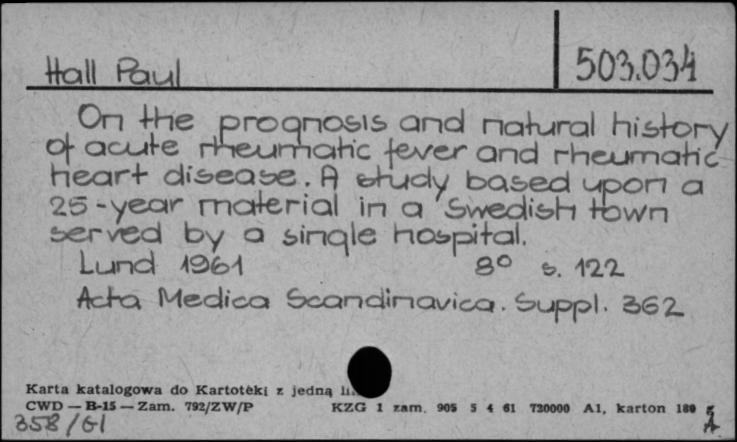 Hall Paul
503.034
On the prognosis and natural history
of acute rheumatic fever and rheumatic
heart disease. A study based upon a
25-year material in a Swedish town
served by a single hospital.
Lund 1961 8° s. 122
Acta Medica Scandinavica. Suppl. 362
Karta katalogowa do Kartoteki z jedną
CWD — B-15 — Zam. 792/ZW/P KZG 1 zam. 905 5 4 61 720000 A1, karton 180 g
358/61 A